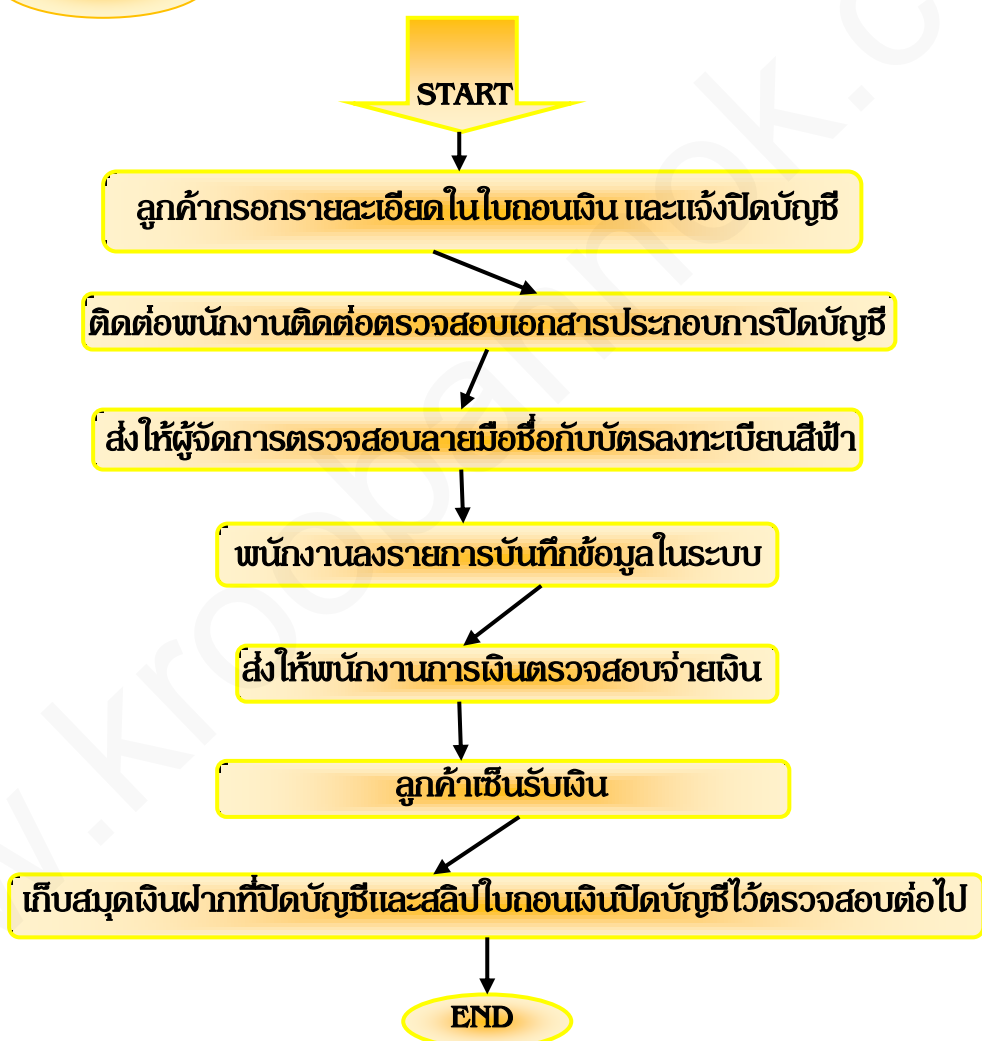 START
ลูกค้ากรอกรายละเอียดในใบถอนเงิน และแจ้งปิดบัญชี
ติดต่อพนักงานติดต่อตรวจสอบเอกสารประกอบการปิดบัญชี
ส่งให้ผู้จัดการตรวจสอบลายมือชื่อกับบัตรลงทะเบียนสีฟ้า
พนักงานลงรายการบันทึกข้อมูลในระบบ
ส่งให้พนักงานการเงินตรวจสอบจ่ายเงิน
ลูกค้าเซ็นรับเงิน
เก็บสมุดเงินฝากที่ปิดบัญชีและสลิปใบถอนเงินปิดบัญชีไว้ตรวจสอบต่อไป
END